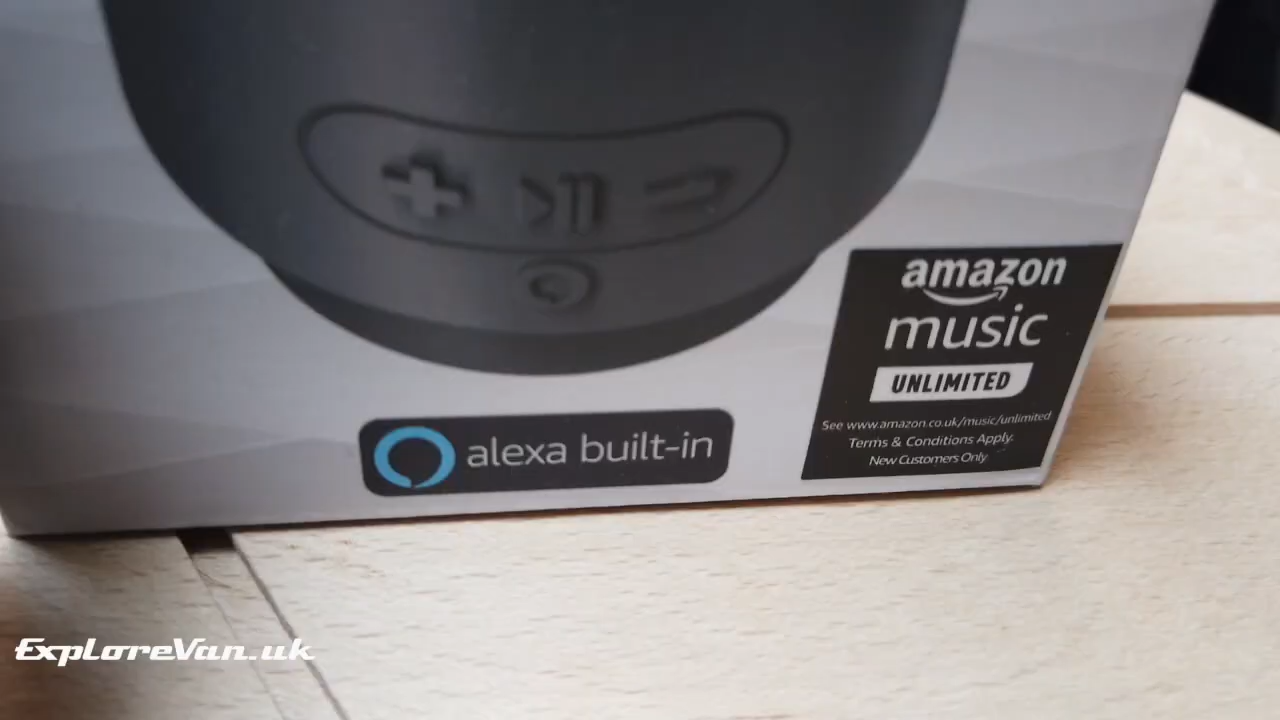 amazon
music
UNLIMITED
See www.amazon.co.uk/music/unlimited
Terms & Conditions Apply.
New Customers Only
alexa built-in
ExploreVan.uk